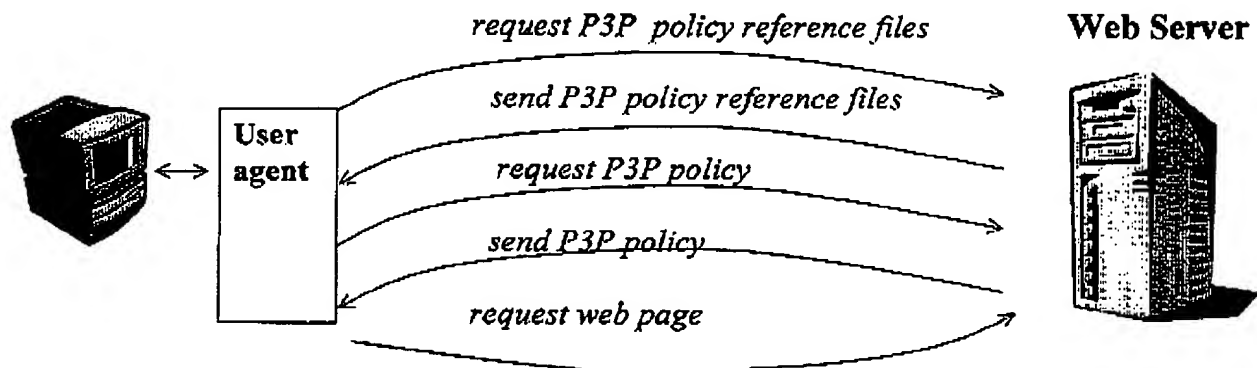 request P3P policy reference files
Web Server
send P3P policy reference files
User
agent
request P3P policy
send P3P policy
request web page